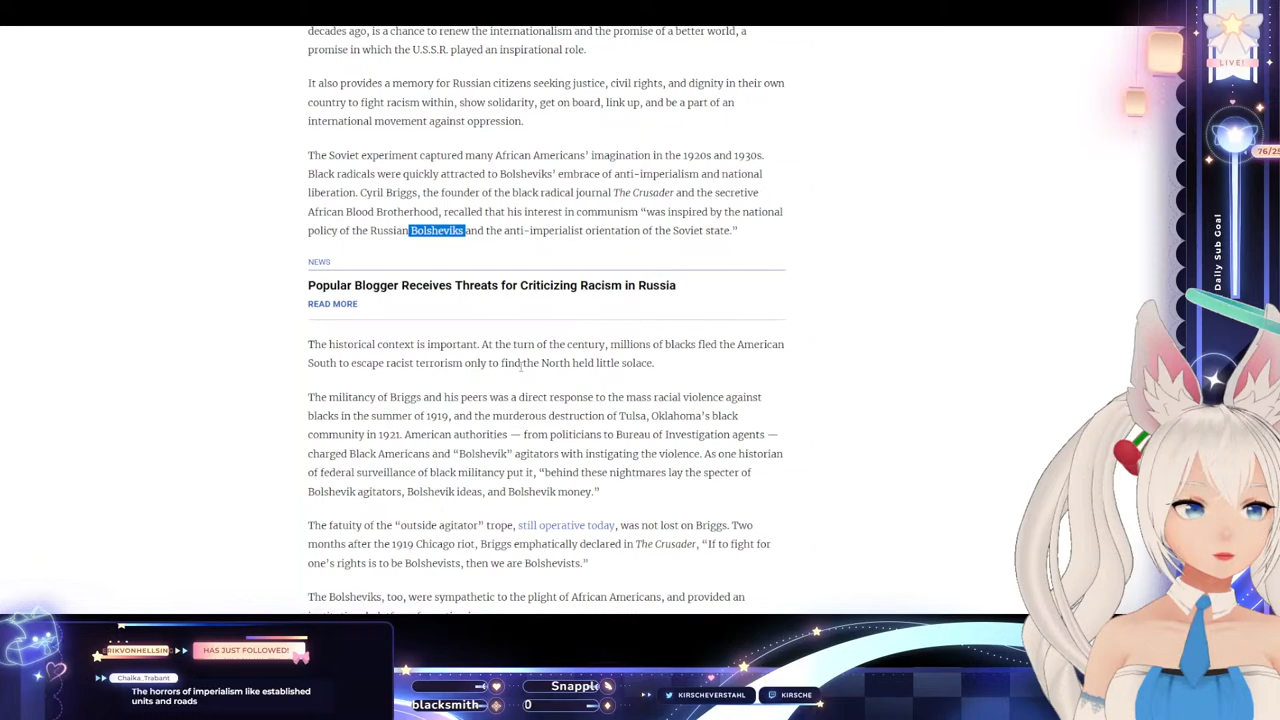 decades ago, is a chance to renew the internationalism and the promise of a better world, a
promise in which the U.S.S.R. played an inspirational role.
It also provides a memory for Russian citizens seeking justice, civil rights, and dignity in their own
country to fight racism within, show solidarity, get on board, link up, and be a part of an
international movement against oppression.
The Soviet experiment captured many African Americans’ imagination in the 1920s and 1930s.
Black radicals were quickly attracted to Bolsheviks’ embrace of anti-imperialism and national
liberation. Cyril Briggs, the founder of the black radical journal The Crusader and the secretive
African Blood Brotherhood, recalled that his interest in communism “was inspired by the national
policy of the Russian Bolsheviks and the anti-imperialist orientation of the Soviet state.”
NEWS
Popular Blogger Receives Threats for Criticizing Racism in Russia
READ MORE
The historical context is important. At the turn of the century, millions of blacks fled the American
South to escape racist terrorism only to find the North held little solace.
The militancy of Briggs and his peers was a direct response to the mass racial violence against
blacks in the summer of 1919, and the murderous destruction of Tulsa, Oklahoma’s black
community in 1921. American authorities — from politicians to Bureau of Investigation agents —
charged Black Americans and “Bolshevik” agitators with instigating the violence. As one historian
of federal surveillance of black militancy put it, “behind these nightmares lay the specter of
Bolshevik agitators, Bolshevik ideas, and Bolshevik money.”
The fatuity of the “outside agitator” trope, still operative today, was not lost on Briggs. Two
months after the 1919 Chicago riot, Briggs emphatically declared in The Crusader, “If to fight for
one’s rights is to be Bolshevists, then we are Bolshevists.”
The Bolsheviks, too, were sympathetic to the plight of African Americans, and provided an
LIVE!
76/25
Daily Sub Goal
ERIKVONHELLSING
HAS JUST FOLLOWED!
Chaika_Trabant
The horrors of imperialism like established
units and roads
Snapple
blacksmith
0
KIRSCHEVERSTAHL
KIRSCHE